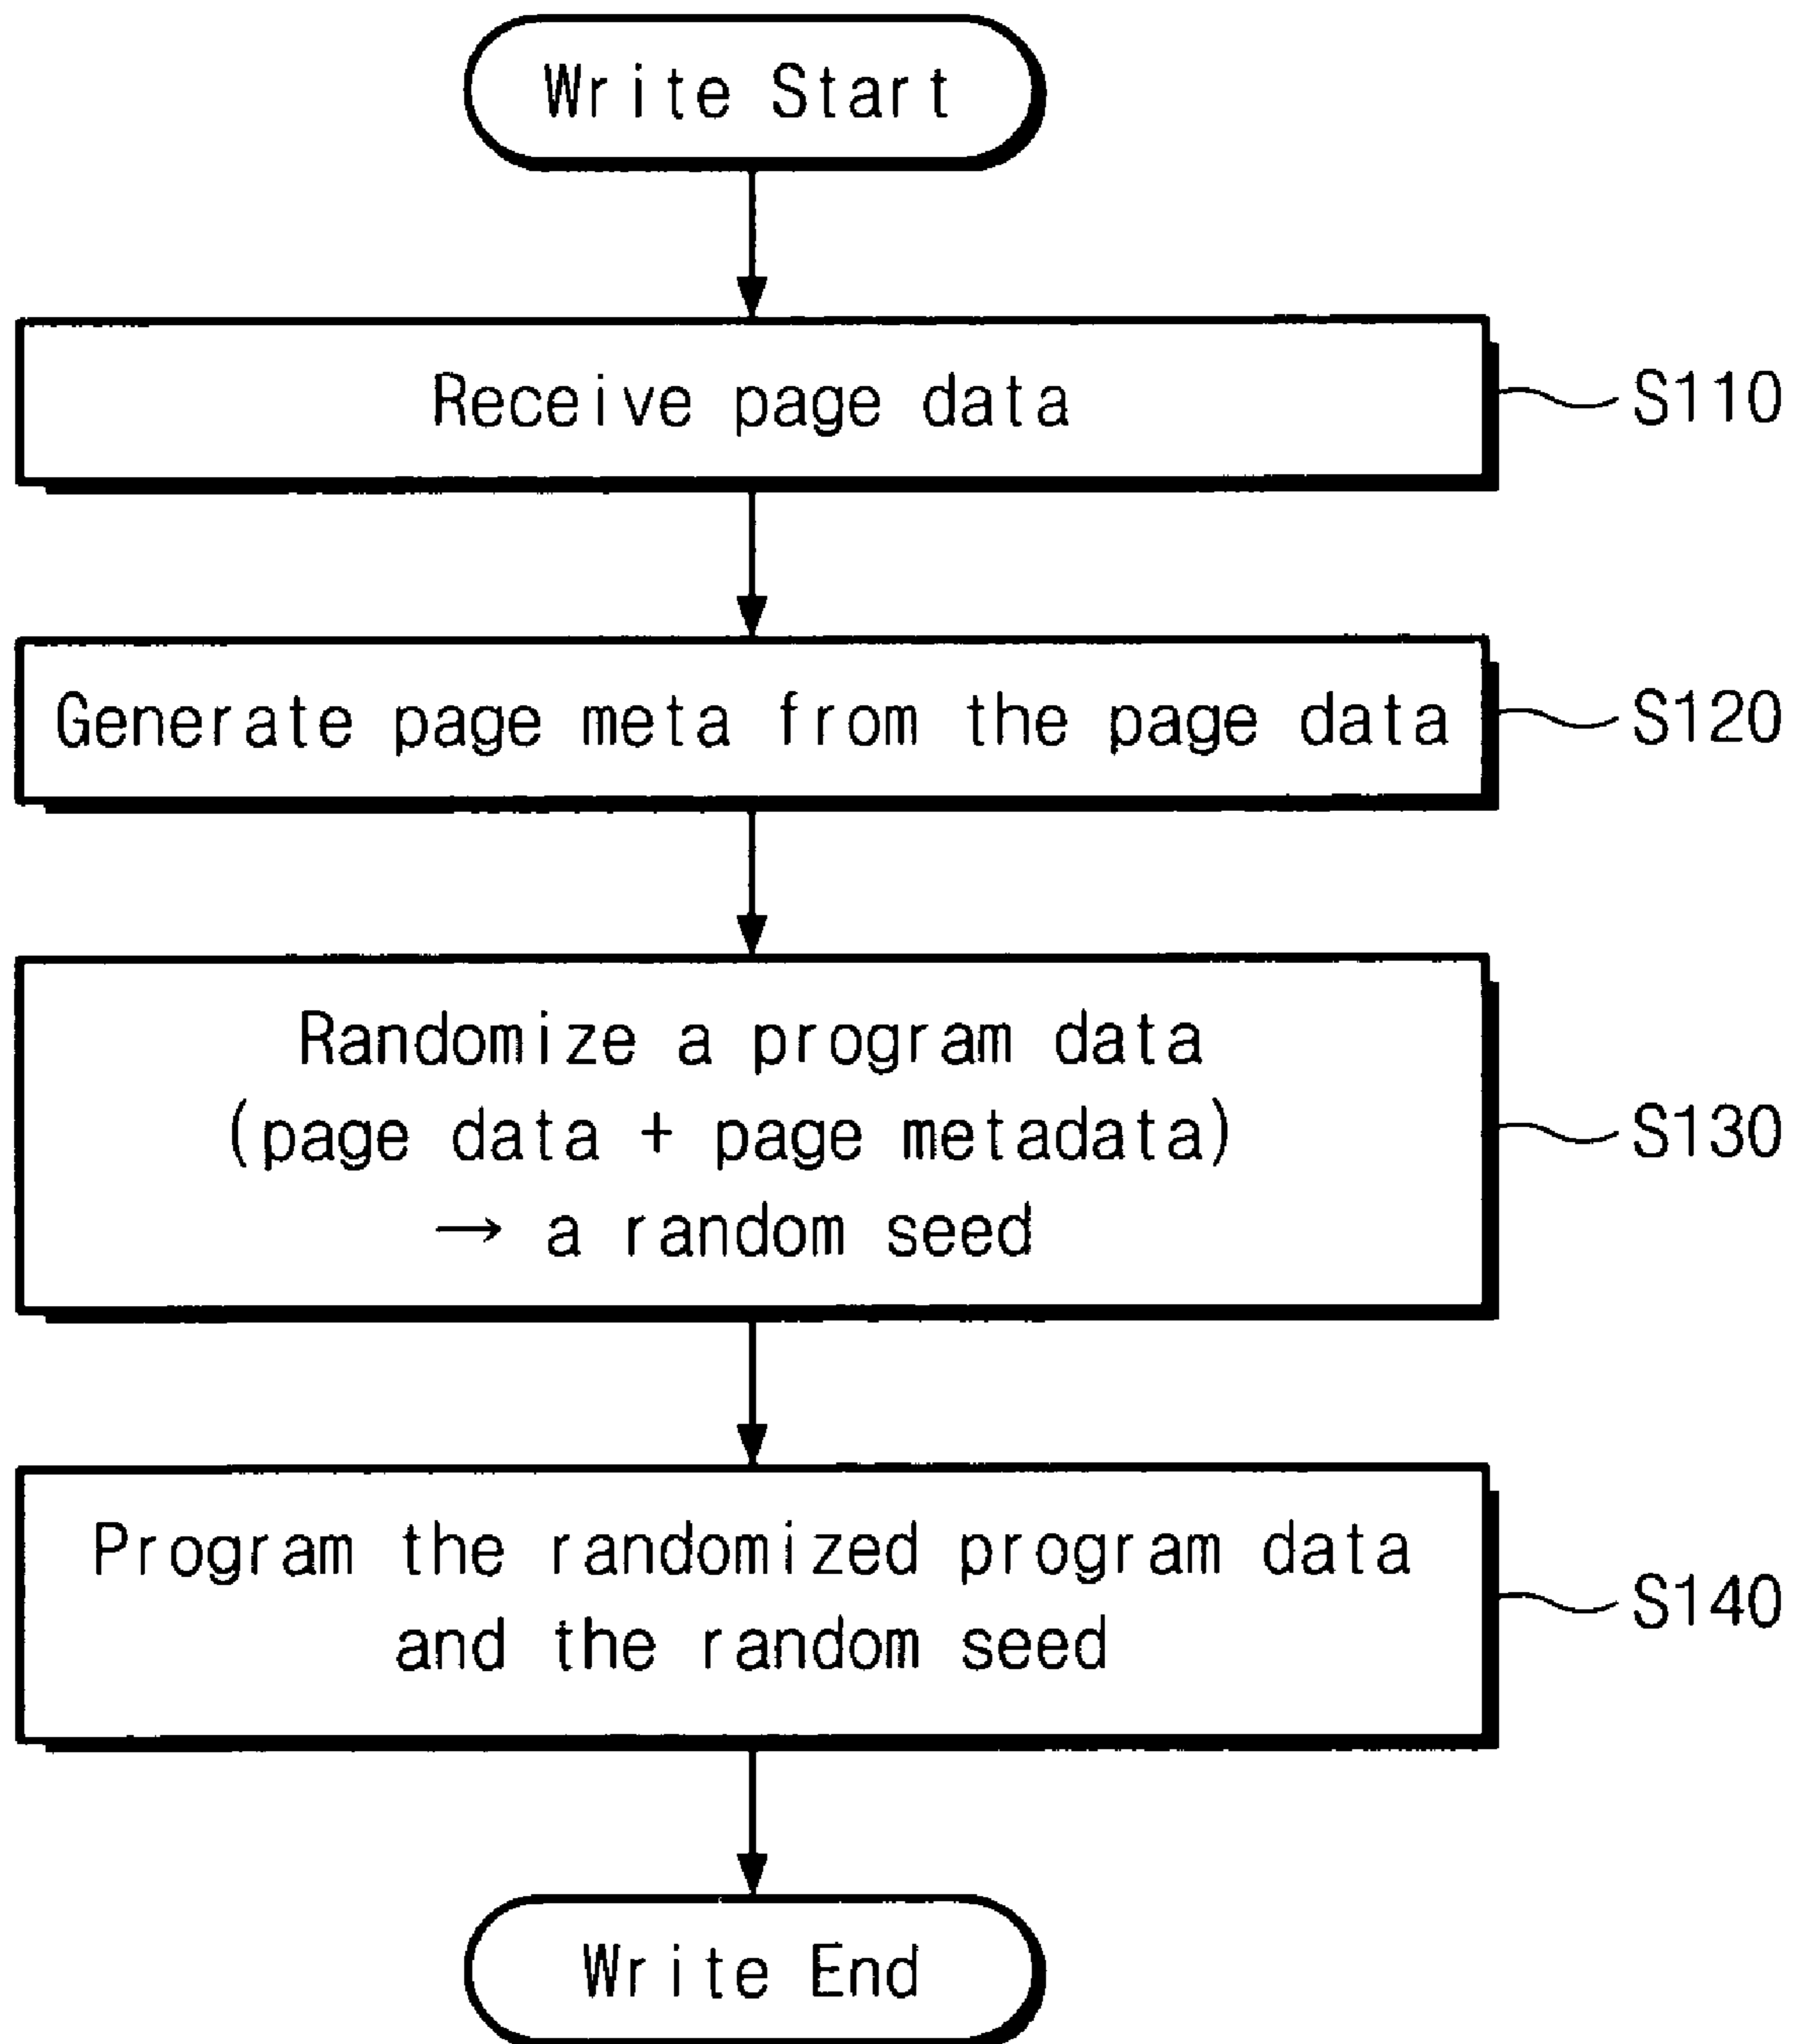 Write Start
Receive page data
S110
Generate page meta from the page data
S120
Randomize a program data
(page data + page metadata)
→ a random seed
S130
Program the randomized program data
and the random seed
S140
Write End